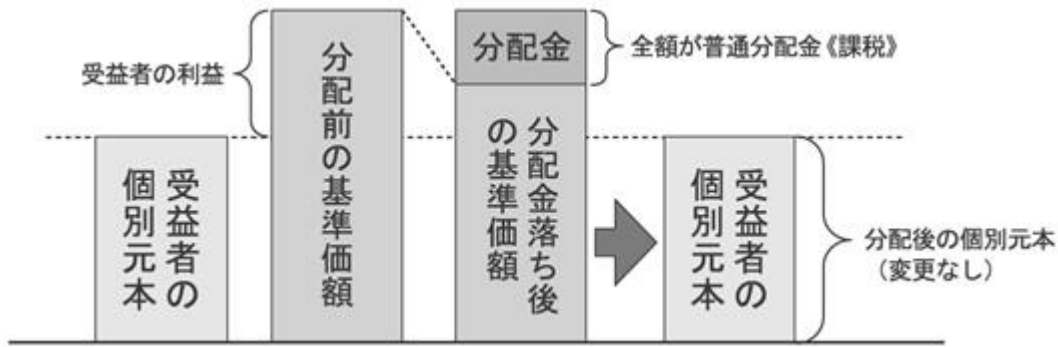 受益者の利益
受益者の
個別元本
分配前の基準価額
分配金
全額が普通分配金《課税》
分配金落ち後
の基準価額
受益者の
個別元本
分配後の個別元本
（変更なし）